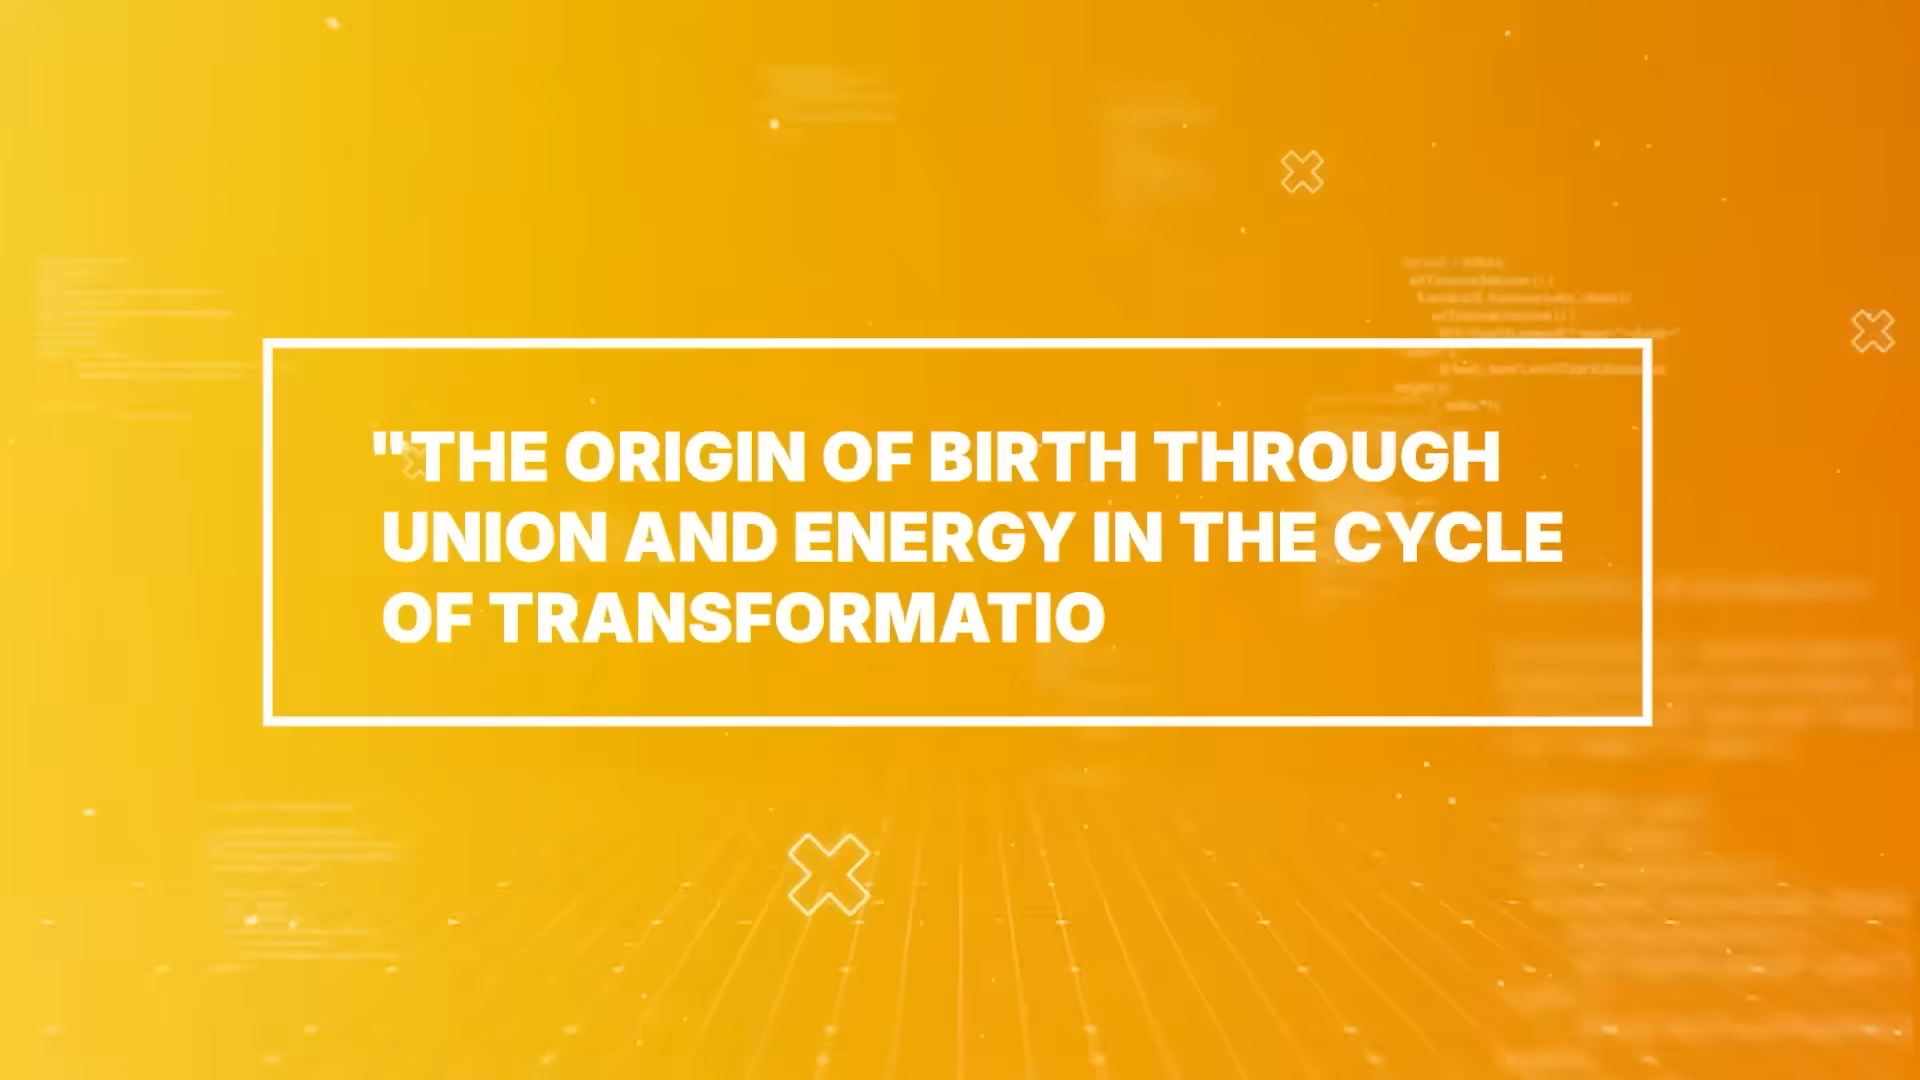 "THE ORIGIN OF BIRTH THROUGH
UNION AND ENERGY IN THE CYCLE
OF TRANSFORMATIO